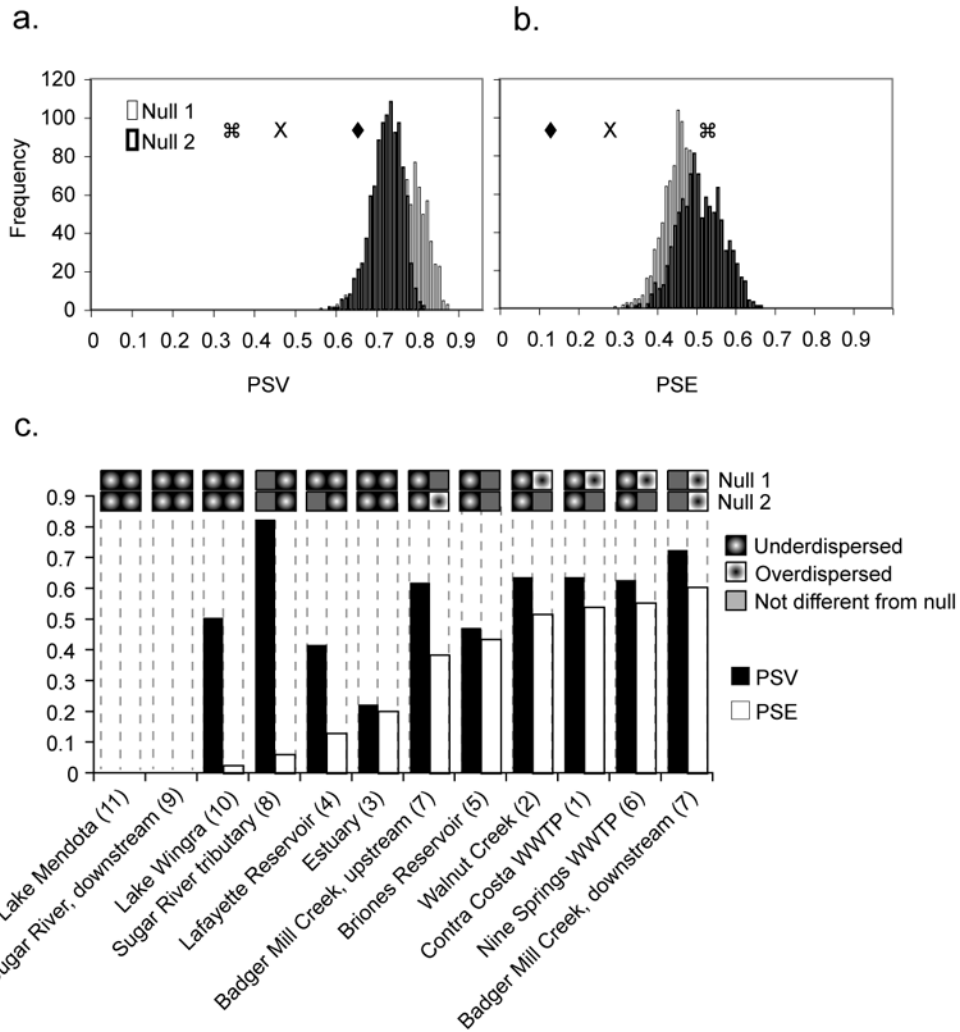 a.
b.
120
100
80
60
40
20
0
Frequency
Null 1
Null 2
⌘ X ♦
♦ X ⌘
0 0.1 0.2 0.3 0.4 0.5 0.6 0.7 0.8 0.9
0 0.1 0.2 0.3 0.4 0.5 0.6 0.7 0.8 0.9
PSV
PSE
c.
Null 1
Null 2
0.9
0.8
0.7
0.6
0.5
0.4
0.3
0.2
0.1
0
Underdispersed
Overdispersed
Not different from null
PSV
PSE
Lake Mendota (11)
ugar River, downstream (9)
Lake Wingra (10)
Sugar River tributary (8)
Lafayette Reservoir (4)
Estuary (3)
Badger Mill Creek, upstream (7)
Briones Reservoir (5)
Walnut Creek (2)
Contra Costa WWTP (1)
Nine Springs WWTP (6)
Badger Mill Creek, downstream (7)